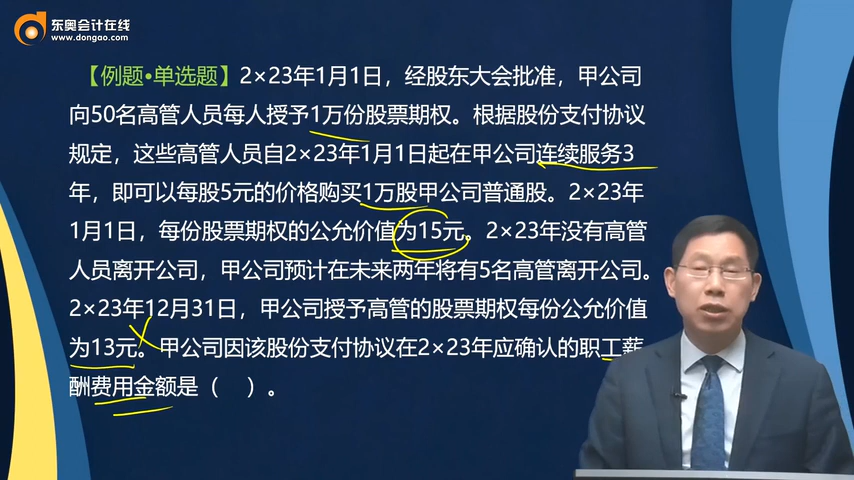 东奥会计在线
www.dongao.com
【例题•单选题】2×23年1月1日，经股东大会批准，甲公司
向50名高管人员每人授予1万份股票期权。根据股份支付协议
规定，这些高管人员自2×23年1月1日起在甲公司连续服务3
年，即可以每股5元的价格购买1万股甲公司普通股。2×23年
1月1日，每份股票期权的公允价值为15元。2×23年没有高管
人员离开公司，甲公司预计在未来两年将有5名高管离开公司。
2×23年12月31日，甲公司授予高管的股票期权每份公允价值
为13元。甲公司因该股份支付协议在2×23年应确认的职工薪
酬费用金额是（ ）。